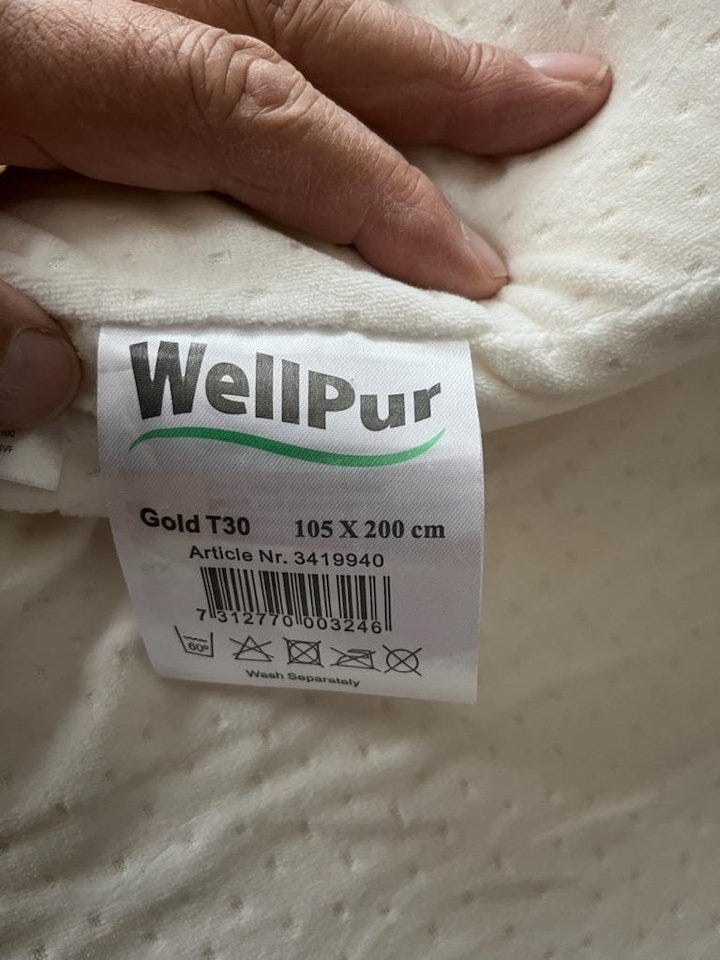 WellPur
Gold T30 105 X 200 cm
Article Nr. 3419940
7 312770 003246
60°
Wash Separately